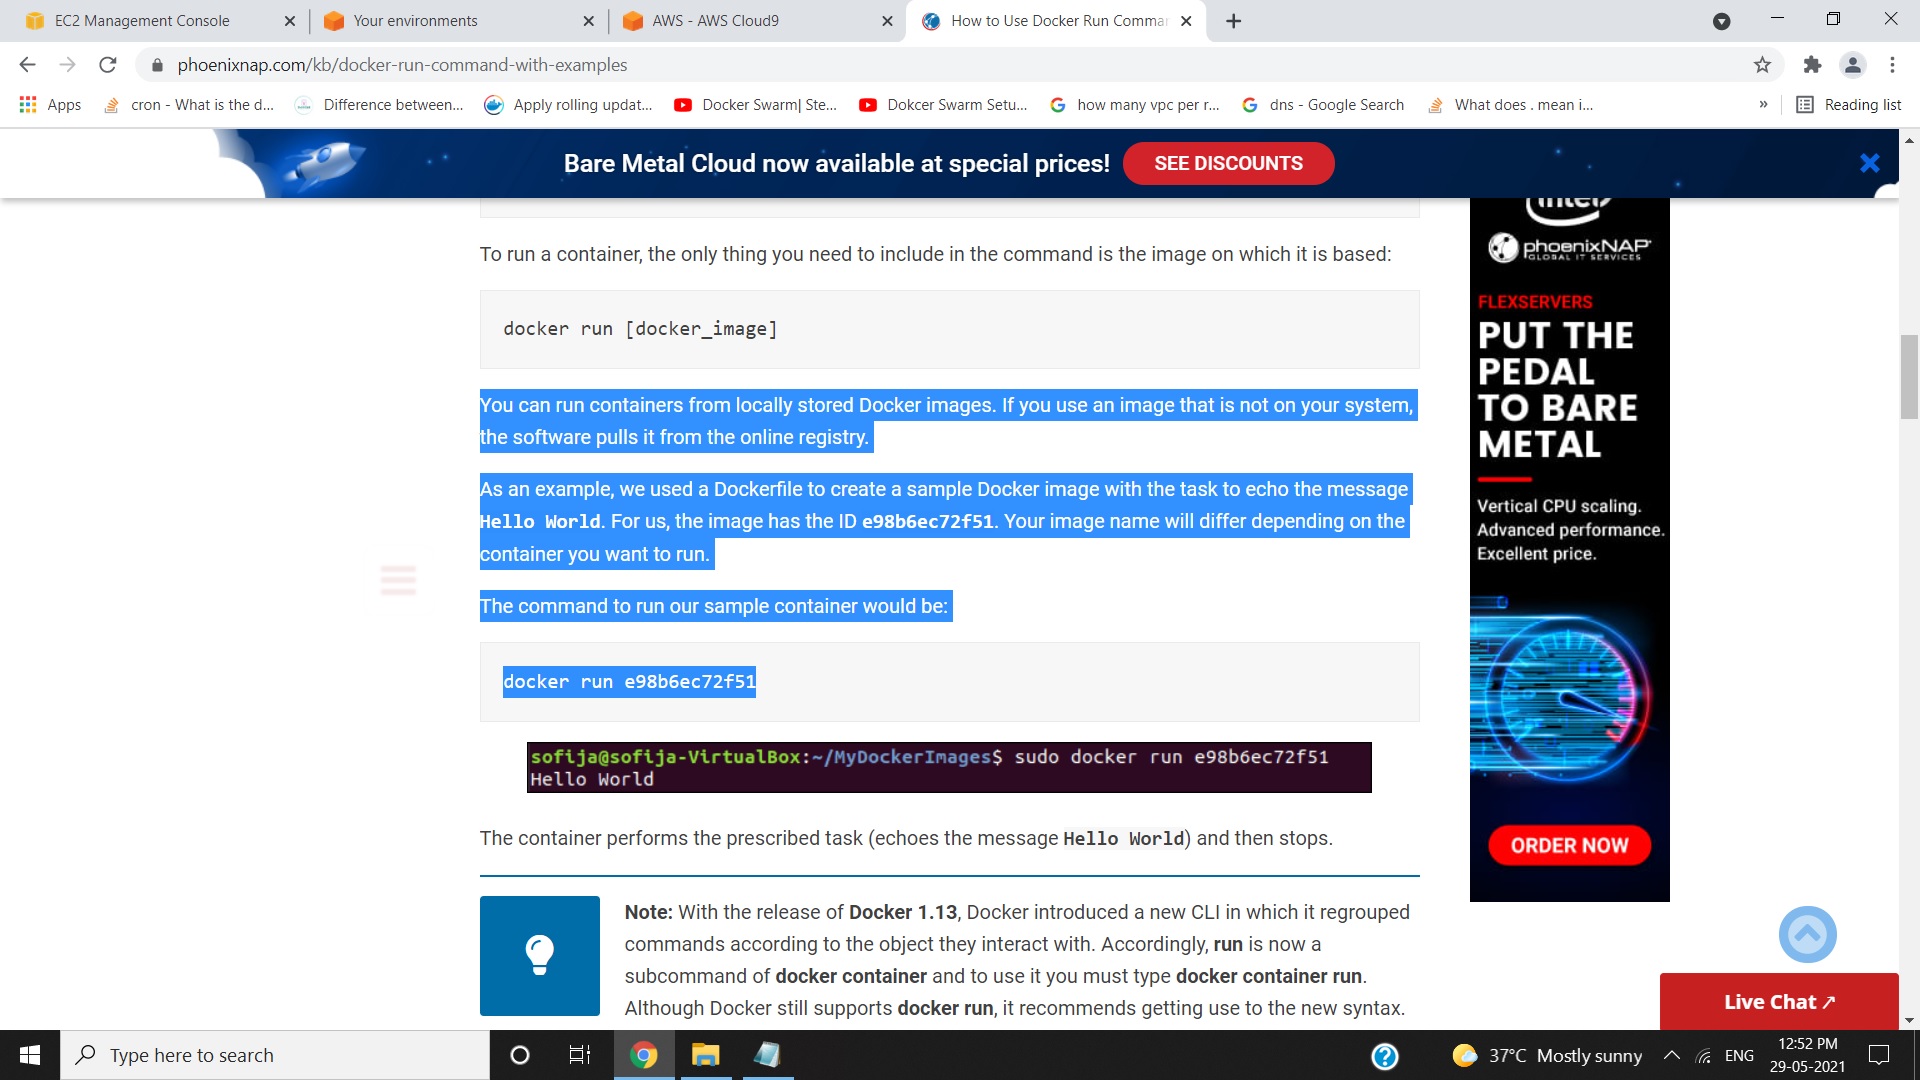 EC2 Management Console
Your environments
AWS - AWS Cloud9
How to Use Docker Run Commar
phoenixnap.com/kb/docker-run-command-with-examples
Apps
cron - What is the d...
Difference between...
Apply rolling updat...
Docker Swarm| Ste...
Dokcer Swarm Setu...
how many vpc per r...
dns - Google Search
What does . mean i...
»
Reading list
Bare Metal Cloud now available at special prices!
SEE DISCOUNTS
To run a container, the only thing you need to include in the command is the image on which it is based:
docker run [docker_image]
You can run containers from locally stored Docker images. If you use an image that is not on your system,
the software pulls it from the online registry.
As an example, we used a Dockerfile to create a sample Docker image with the task to echo the message
Hello World. For us, the image has the ID e98b6ec72f51. Your image name will differ depending on the
container you want to run.
The command to run our sample container would be:
docker run e98b6ec72f51
sofija@sofija-VirtualBox:~/MyDockerImages$ sudo docker run e98b6ec72f51
Hello World
The container performs the prescribed task (echoes the message Hello World) and then stops.
Note: With the release of Docker 1.13, Docker introduced a new CLI in which it regrouped
commands according to the object they interact with. Accordingly, run is now a
subcommand of docker container and to use it you must type docker container run.
Although Docker still supports docker run, it recommends getting use to the new syntax.
intel
phoenixNAP
GLOBAL IT SERVICES
FLEXSERVERS
PUT THE
PEDAL
TO BARE
METAL
Vertical CPU scaling.
Advanced performance.
Excellent price.
ORDER NOW
Live Chat ↗
Type here to search
37°C Mostly sunny
ENG
12:52 PM
29-05-2021